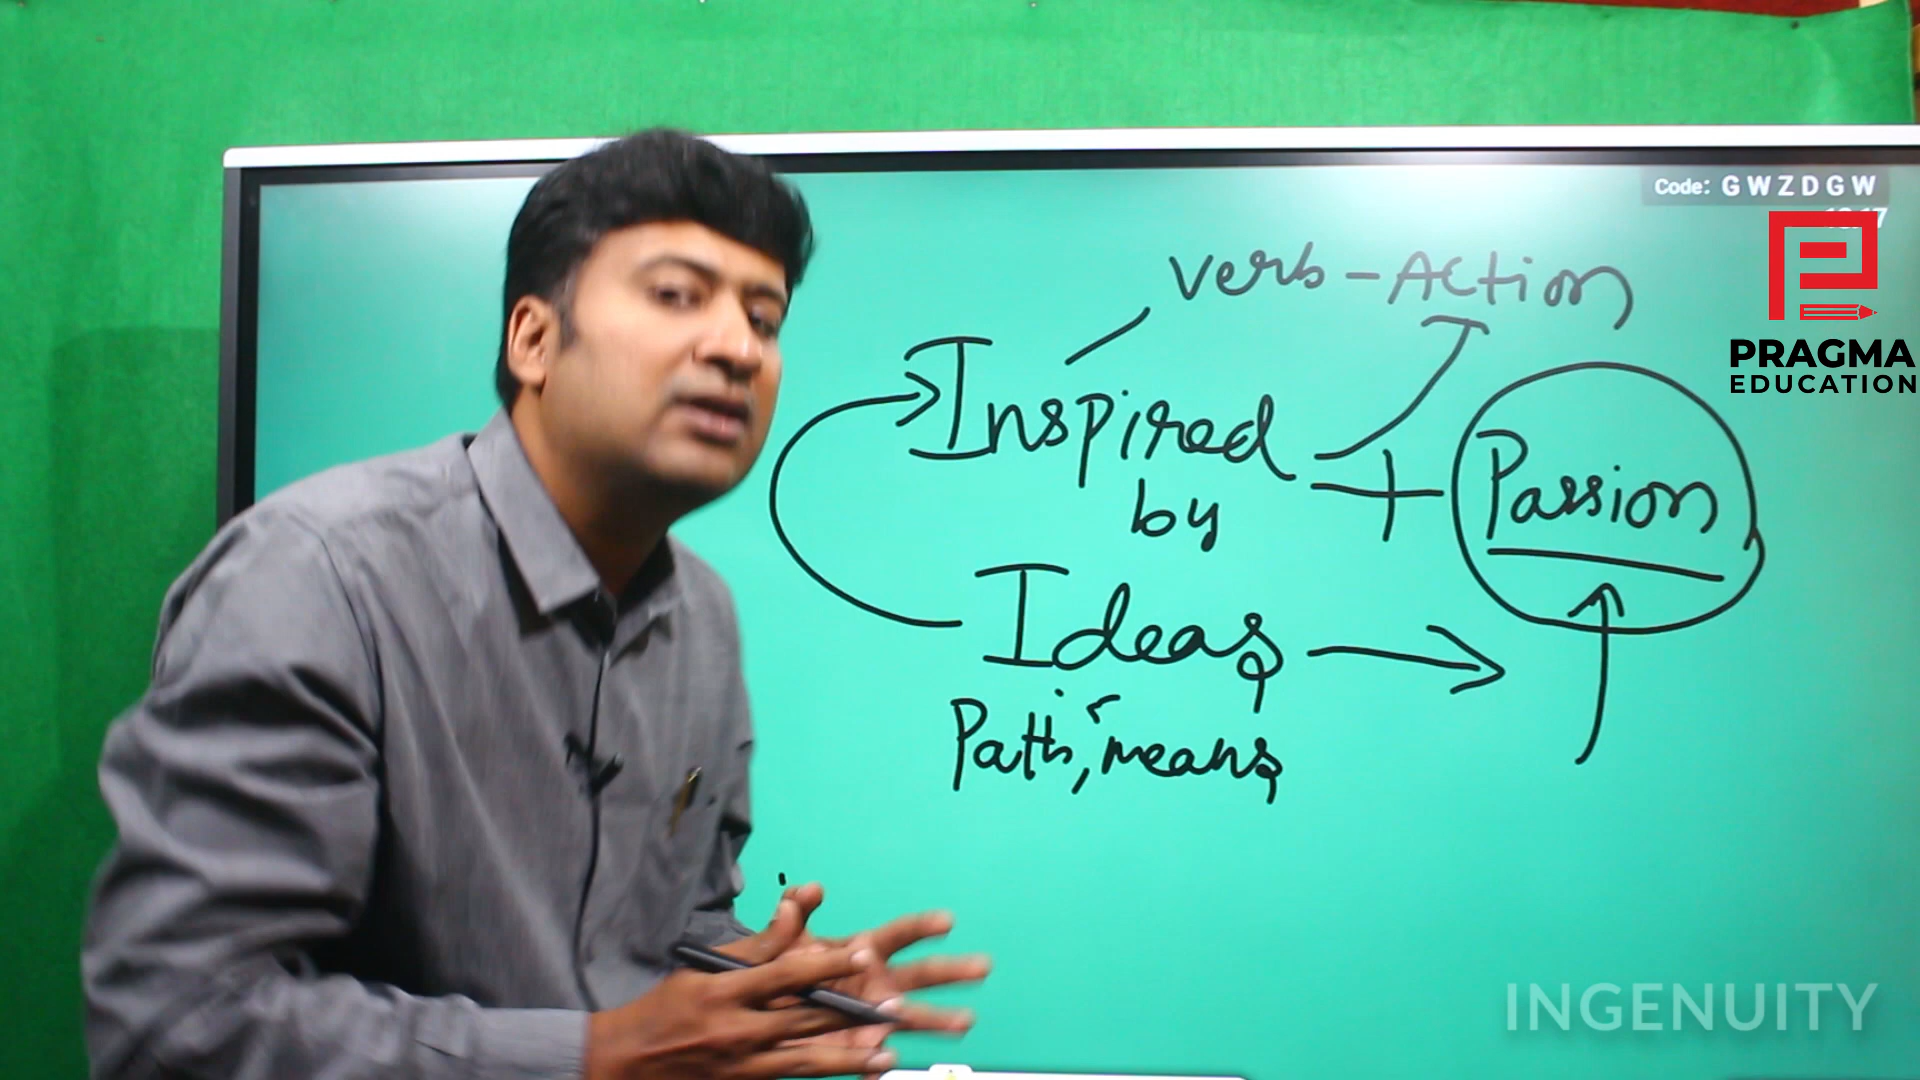 Code: GWZDGW
PRAGMA
EDUCATION
Verb - Action
Inspired + Passion
by
Ideas
Path, means
INGENUITY